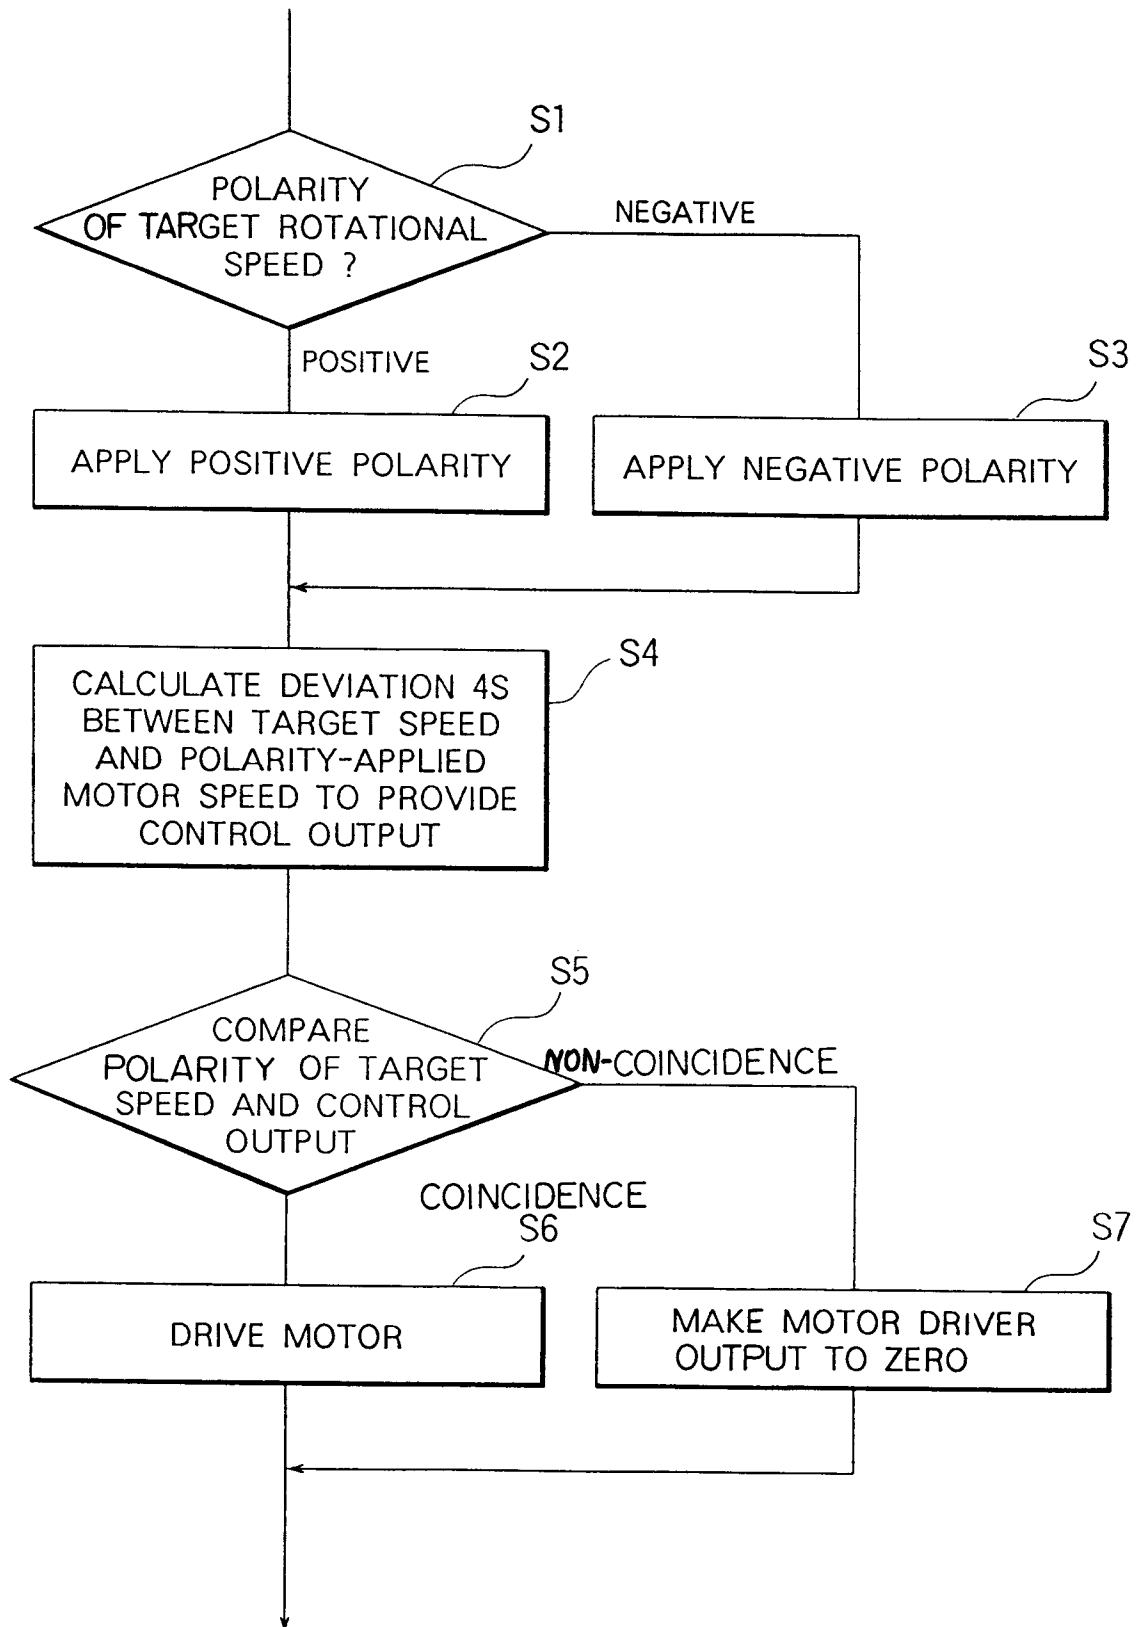 S1
POLARITY
OF TARGET ROTATIONAL
SPEED ?
NEGATIVE
POSITIVE
S2
S3
APPLY POSITIVE POLARITY
APPLY NEGATIVE POLARITY
S4
CALCULATE DEVIATION 4S
BETWEEN TARGET SPEED
AND POLARITY-APPLIED
MOTOR SPEED TO PROVIDE
CONTROL OUTPUT
S5
COMPARE
POLARITY OF TARGET
SPEED AND CONTROL
OUTPUT
NON-COINCIDENCE
COINCIDENCE
S6
S7
DRIVE MOTOR
MAKE MOTOR DRIVER
OUTPUT TO ZERO